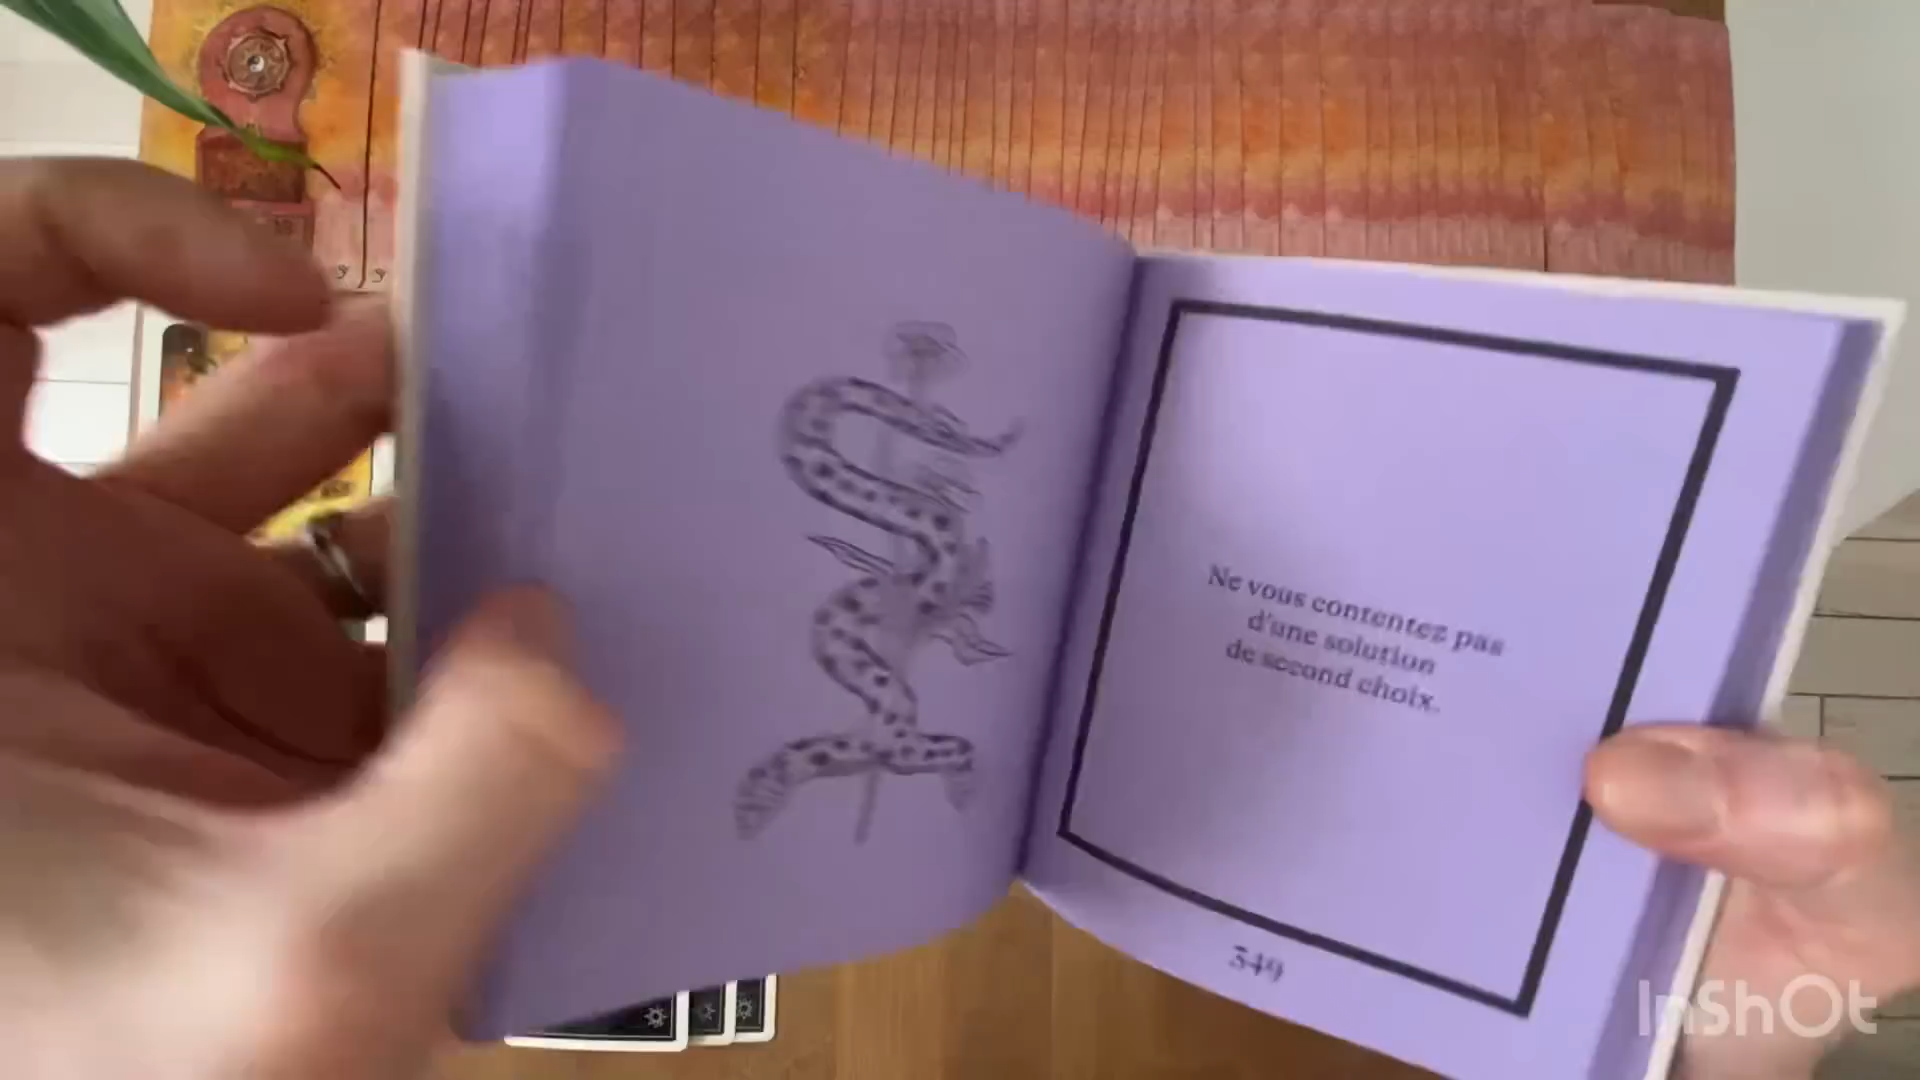 Ne vous contentez pas
d'une solution
de second choix.
349
InShOt